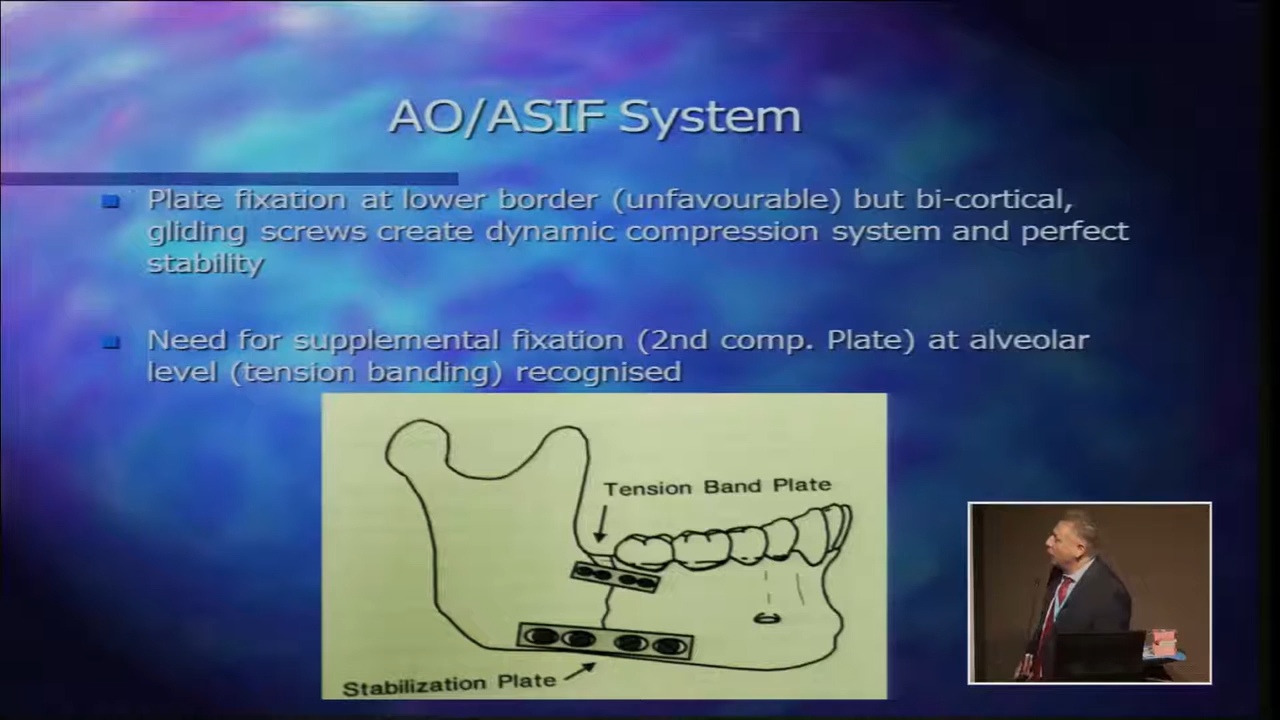 AO/ASIF System
Plate fixation at lower border (unfavourable) but bi-cortical,
gliding screws create dynamic compression system and perfect
stability
Need for supplemental fixation (2nd comp. Plate) at alveolar
level (tension banding) recognised
Tension Band Plate
Stabilization Plate